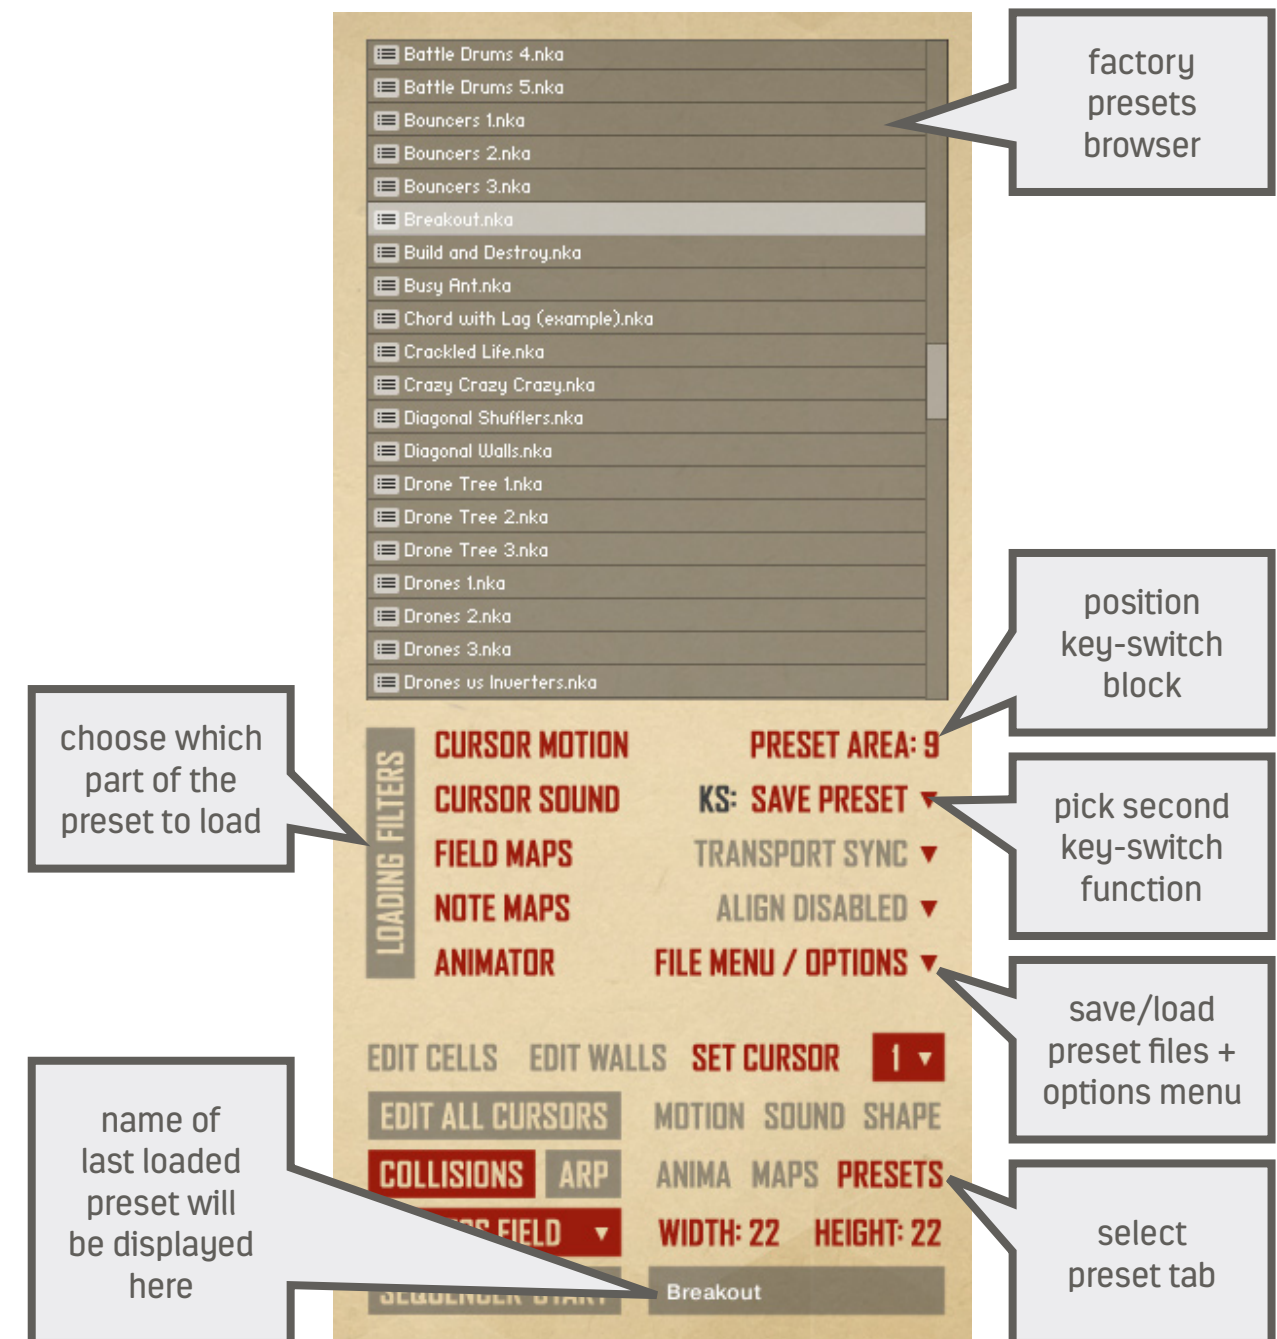 Battle Drums 4.nka
Battle Drums 5.nka
Bouncers 1.nka
Bouncers 2.nka
Bouncers 3.nka
Breakout.nka
Build and Destroy.nka
Busy Ant.nka
Chord with Lag (example).nka
Crackled Life.nka
Crazy Crazy Crazy.nka
Diagonal Shufflers.nka
Diagonal Walls.nka
Drone Tree 1.nka
Drone Tree 2.nka
Drone Tree 3.nka
Drones 1.nka
Drones 2.nka
Drones 3.nka
Drones vs Inverters.nka
factory
presets
browser
position
key-switch
block
choose which
part of the
preset to load
LOADING FILTERS
CURSOR MOTION
PRESET AREA: 9
CURSOR SOUND
KS: SAVE PRESET
FIELD MAPS
TRANSPORT SYNC
NOTE MAPS
ALIGN DISABLED
ANIMATOR
FILE MENU / OPTIONS
pick second
key-switch
function
save/load
preset files +
options menu
EDIT CELLS EDIT WALLS SET CURSOR 1
EDIT ALL CURSORS MOTION SOUND SHAPE
COLLISIONS ARP ANIMA MAPS PRESETS
FIELD WIDTH: 22 HEIGHT: 22
SEQUENCER START Breakout
name of
last loaded
preset will
be displayed
here
select
preset tab